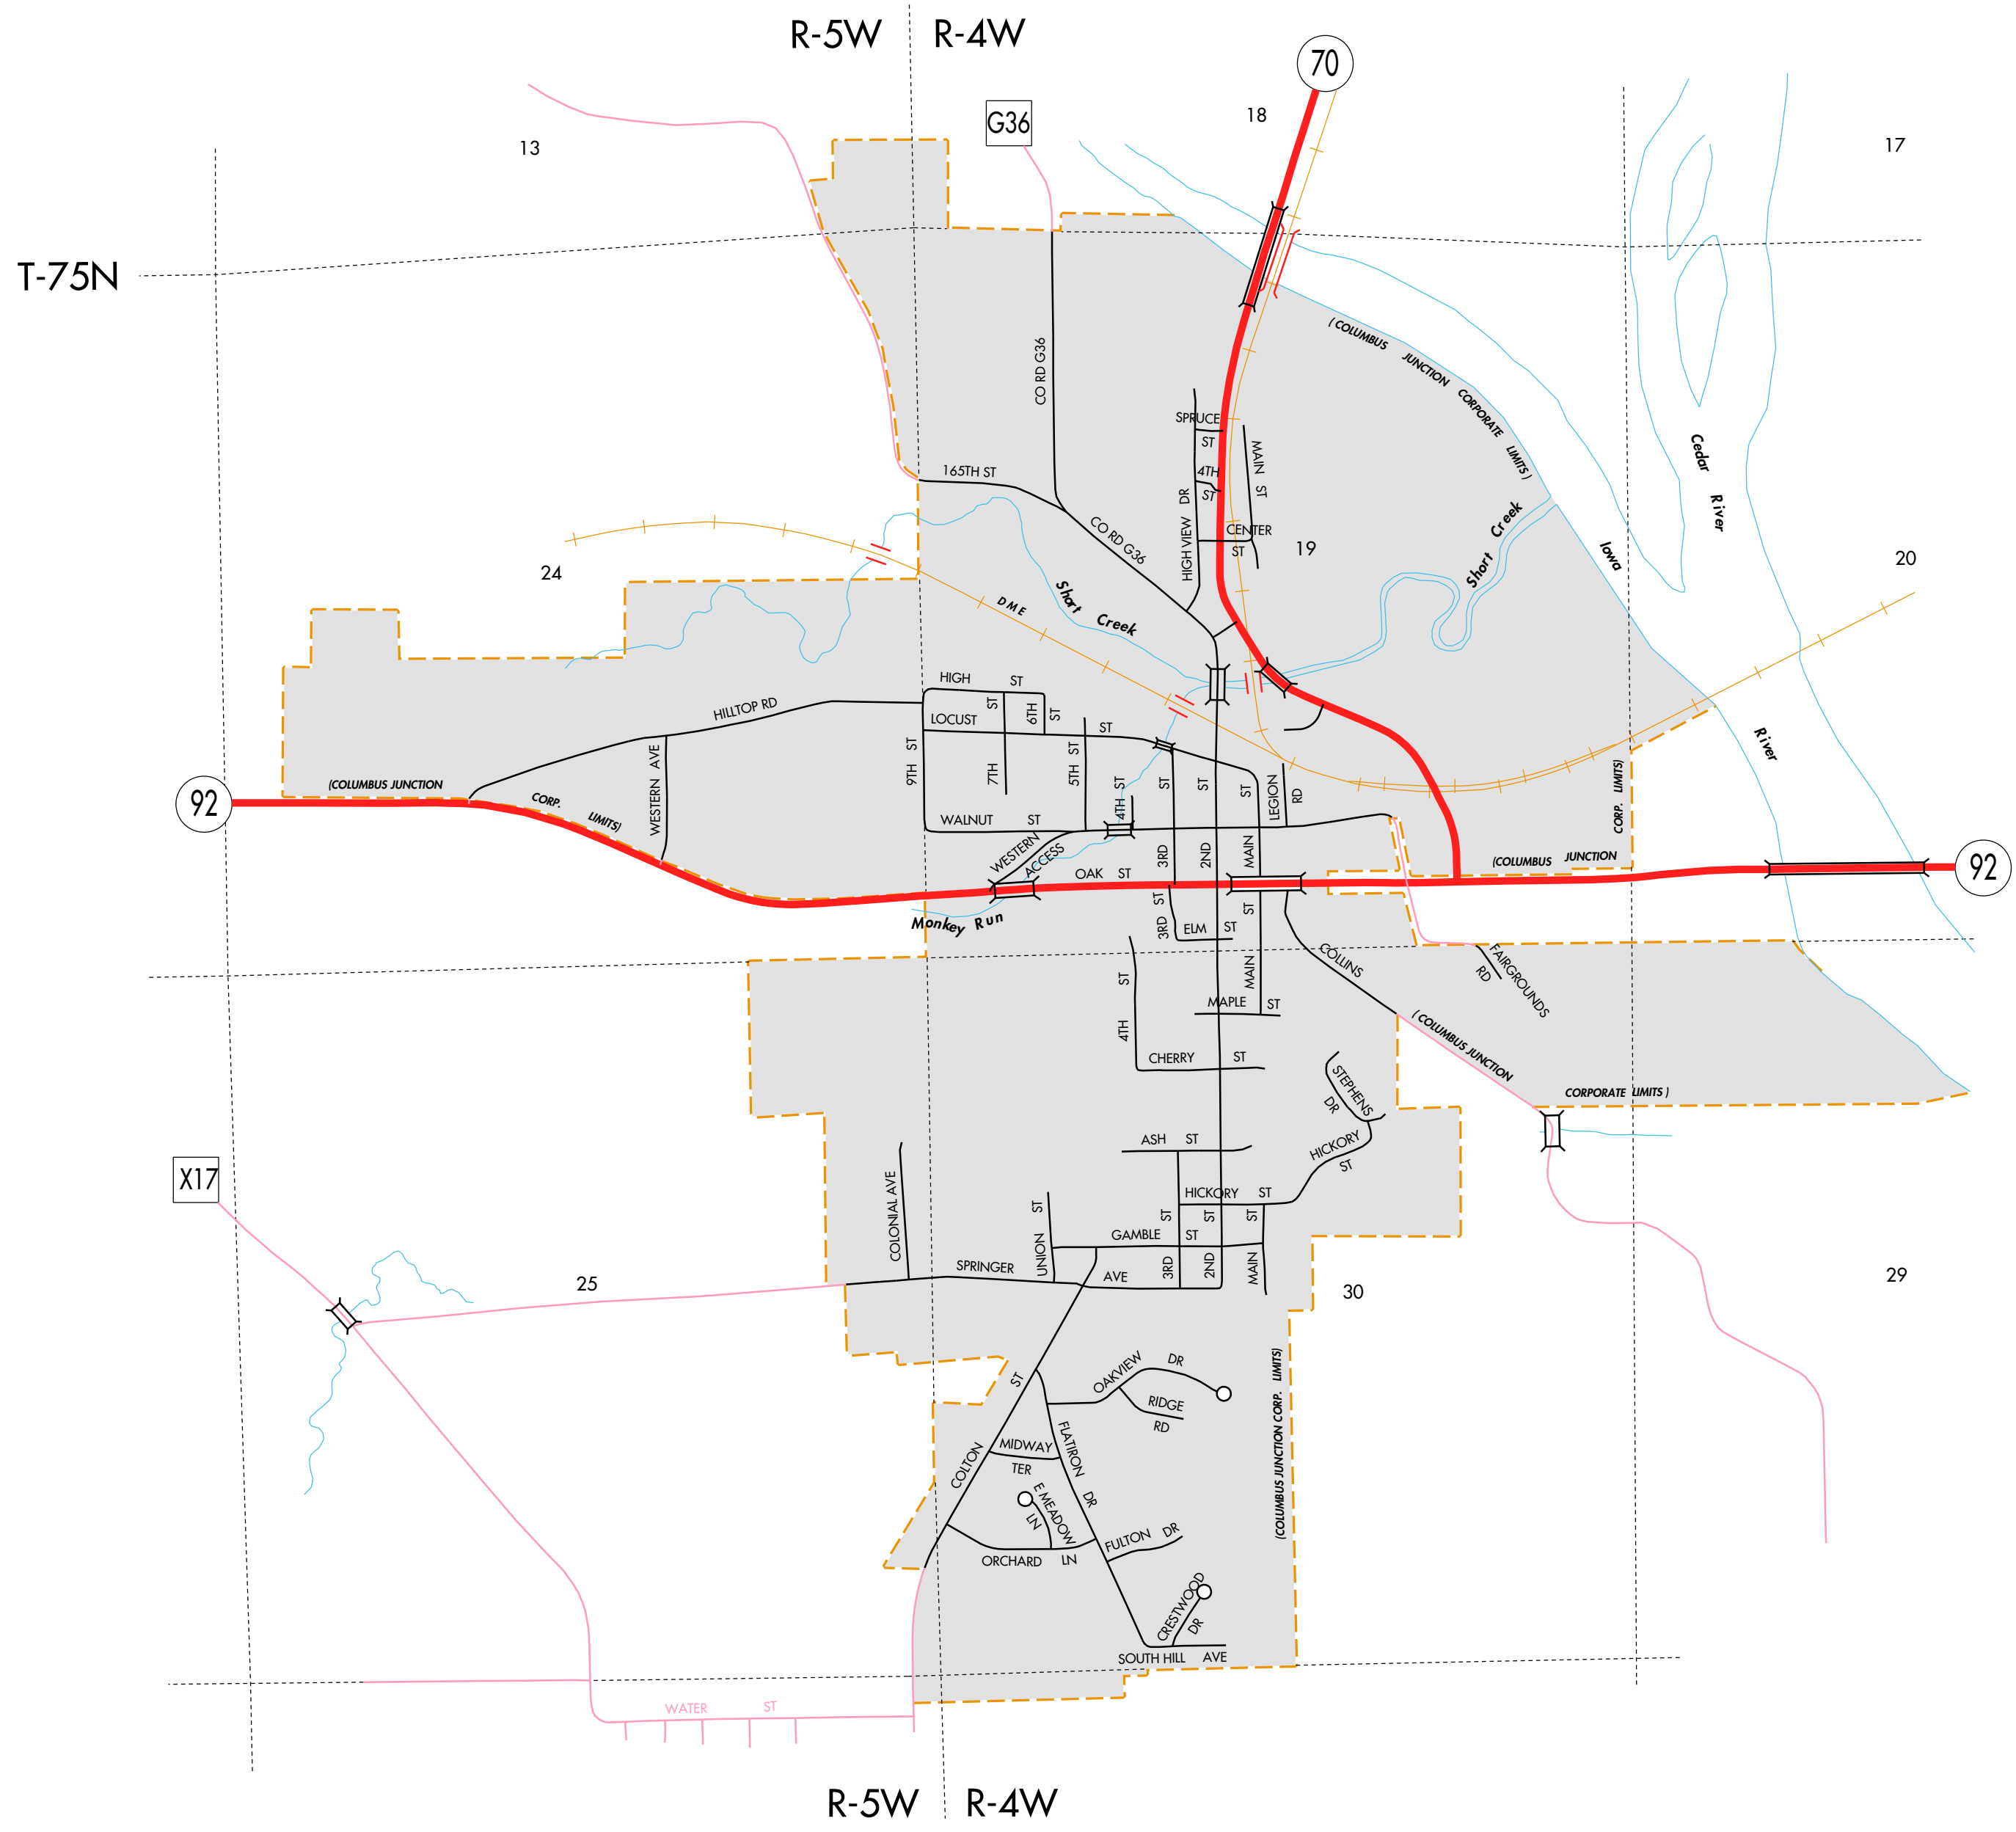 R-5W R-4W
70
G36
18
13
17
T-75N
CO RD G36
( COLUMBUS JUNCTION CORPORATE LIMITS )
SPRUCE
ST
MAIN ST
4TH
ST
165TH ST
Cedar River
HIGH VIEW DR
CENTER
ST
CO RD G36
19
Short Creek
Iowa
River
20
24
DME
Short Creek
HIGH ST
6TH ST
HILLTOP RD
LOCUST ST
9TH ST
7TH ST
5TH ST
4TH ST
3RD ST
2ND ST
MAIN ST
LEGION RD
WESTERN AVE
(COLUMBUS JUNCTION
CORP. LIMITS)
92
WALNUT ST
WESTERN
ACCESS
OAK ST
CORP. LIMITS)
(COLUMBUS JUNCTION
92
Monkey Run
3RD ST
ELM ST
MAIN ST
COLLINS
FAIRGROUNDS
RD
4TH ST
MAPLE ST
( COLUMBUS JUNCTION
CORPORATE LIMITS )
CHERRY ST
STEPHENS
DR
ASH ST
HICKORY
ST
X17
HICKORY ST
COLONIAL AVE
UNION ST
GAMBLE ST
3RD ST
2ND ST
MAIN ST
SPRINGER AVE
25
30
29
OAKVIEW DR
RIDGE
RD
COLTON ST
FLATIRON DR
MIDWAY
TER
E MEADOW
LN
ORCHARD LN
FULTON DR
(COLUMBUS JUNCTION CORP. LIMITS)
CRESTWOOD
DR
SOUTH HILL AVE
WATER ST
R-5W R-4W